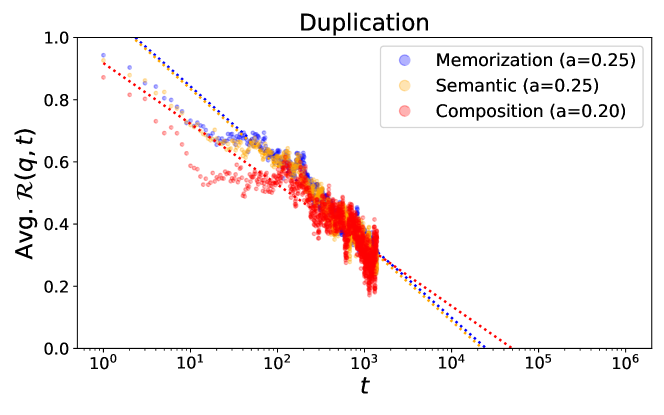 Duplication
Avg. $\mathcal{R}(q, t)$
1.0
0.8
0.6
0.4
0.2
0.0
Memorization (a=0.25)
Semantic (a=0.25)
Composition (a=0.20)
10⁰ 10¹ 10² 10³ 10⁴ 10⁵ 10⁶
t